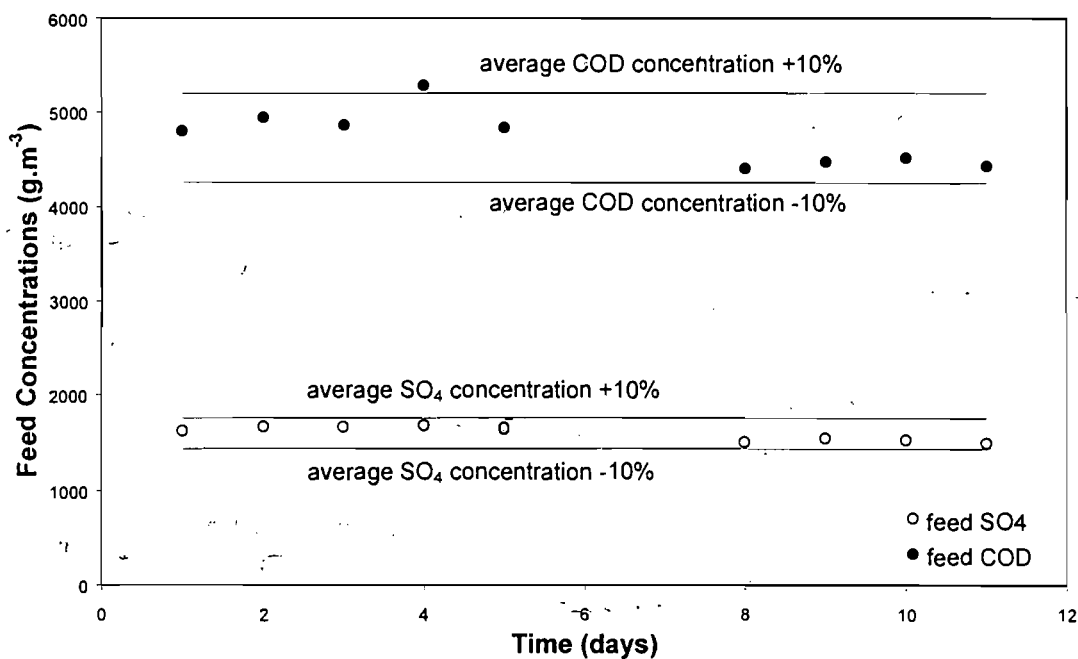 6000
5000
4000
3000
2000
1000
0
Feed Concentrations (g.m⁻³)
average COD concentration +10%
average COD concentration -10%
average SO₄ concentration +10%
average SO₄ concentration -10%
feed SO4
feed COD
0 2 4 6 8 10 12
Time (days)